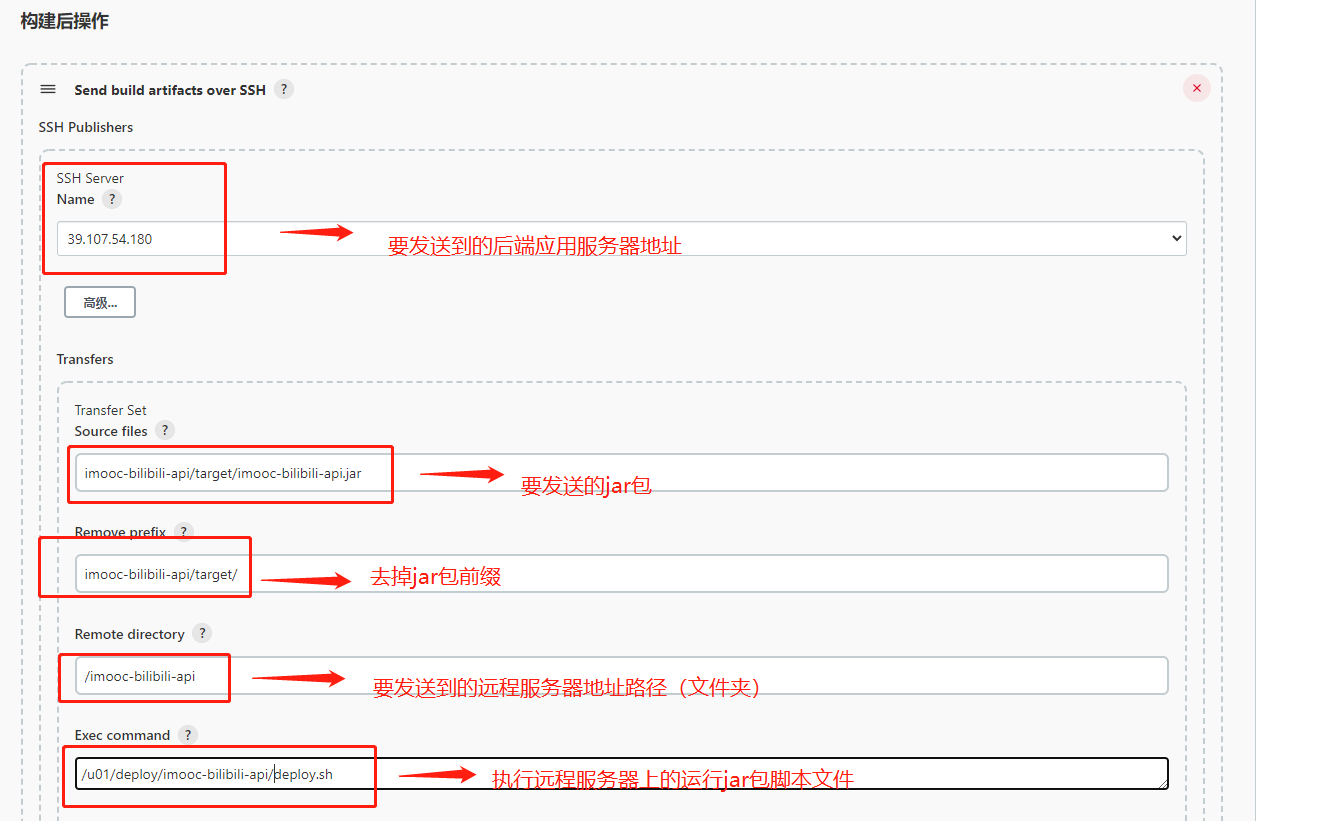 构建后操作
Send build artifacts over SSH ?
SSH Publishers
SSH Server
Name ?
39.107.54.180
要发送到的后端应用服务器地址
高级...
Transfers
Transfer Set
Source files ?
imooc-bilibili-api/target/imooc-bilibili-api.jar
要发送的jar包
Remove prefix ?
imooc-bilibili-api/target/
去掉jar包前缀
Remote directory ?
/imooc-bilibili-api
要发送到的远程服务器地址路径（文件夹）
Exec command ?
/u01/deploy/imooc-bilibili-api/deploy.sh
执行远程服务器上的运行jar包脚本文件